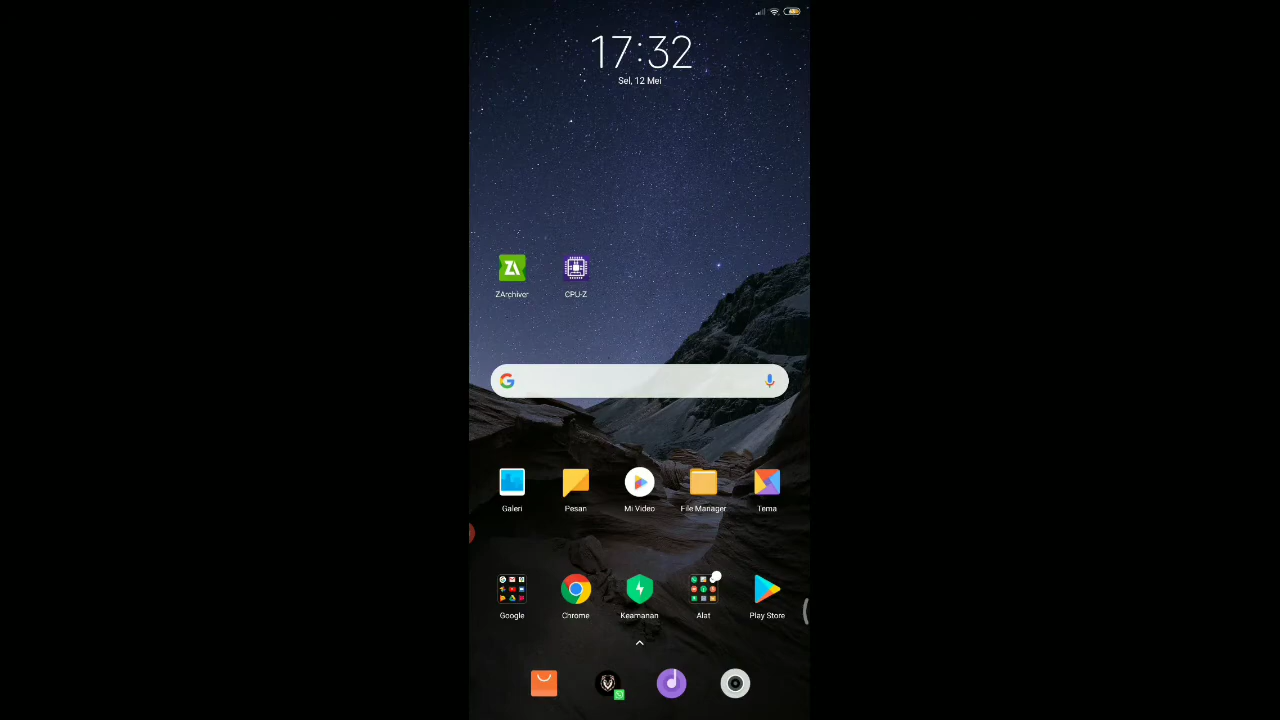 17:32
Sel, 12 Mei
ZArchiver
CPU-Z
Galeri
Pesan
Mi Video
File Manager
Tema
Google
Chrome
Keamanan
Alat
Play Store